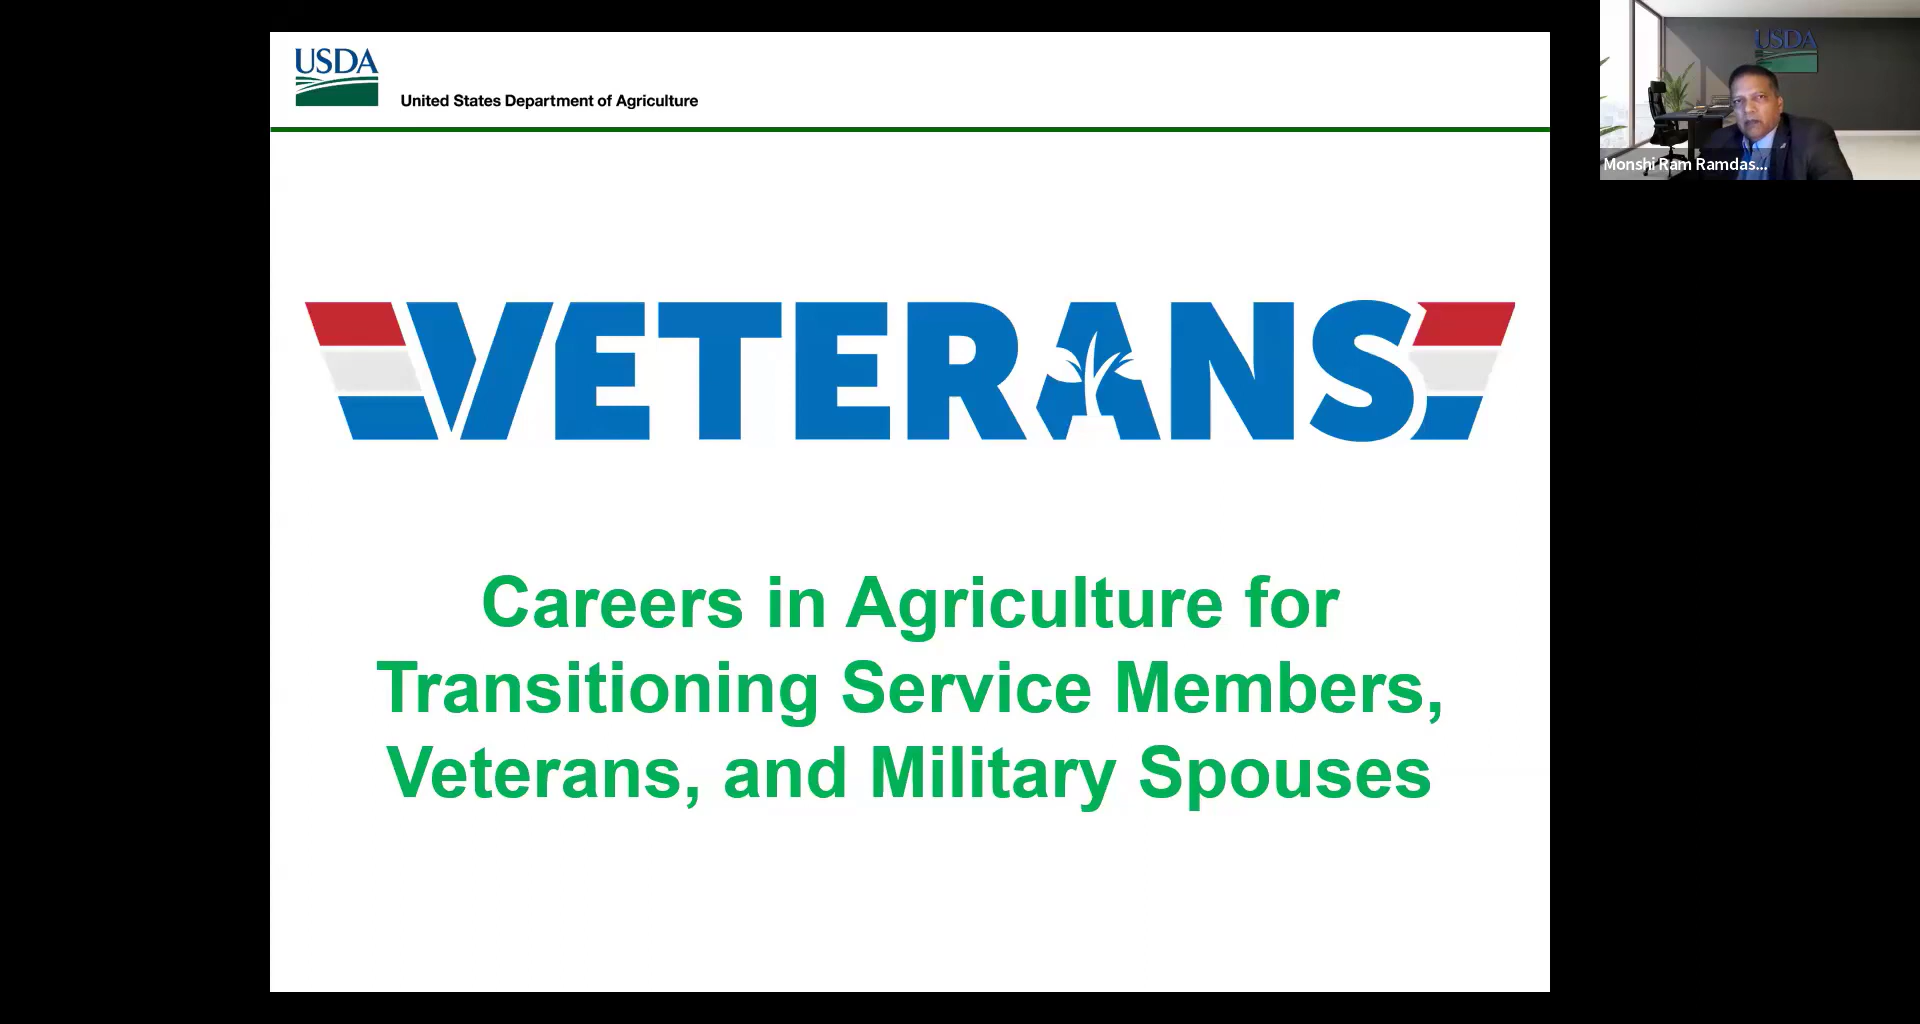 USDA
United States Department of Agriculture
VETERANS
Careers in Agriculture for
Transitioning Service Members,
Veterans, and Military Spouses
USDA
Monshi Ram Ramdas...